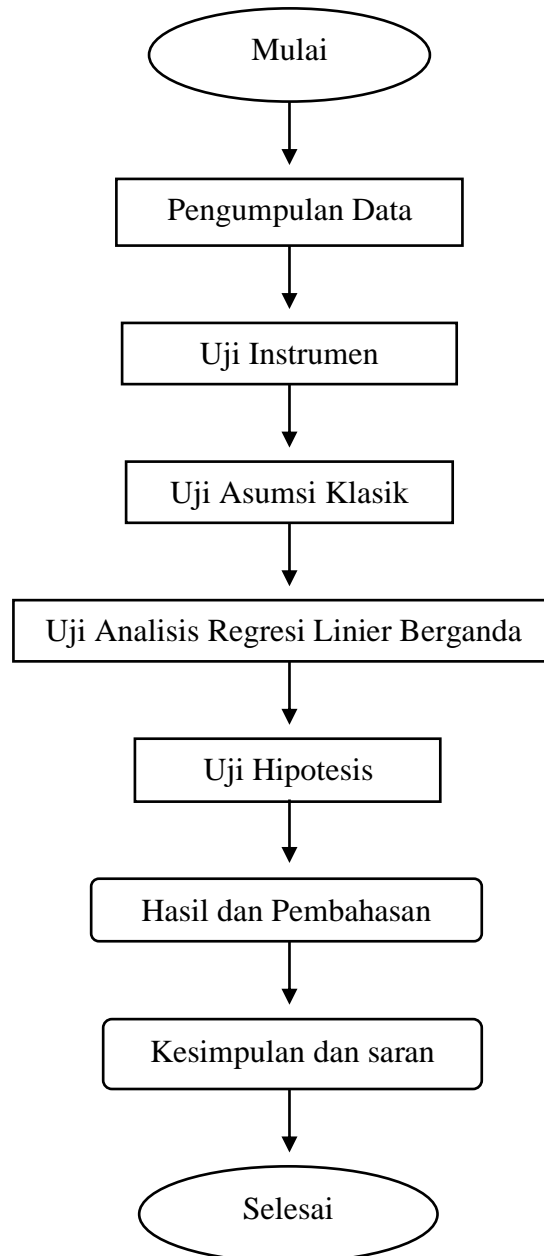 Mulai
Pengumpulan Data
Uji Instrumen
Uji Asumsi Klasik
Uji Analisis Regresi Linier Berganda
Uji Hipotesis
Hasil dan Pembahasan
Kesimpulan dan saran
Selesai